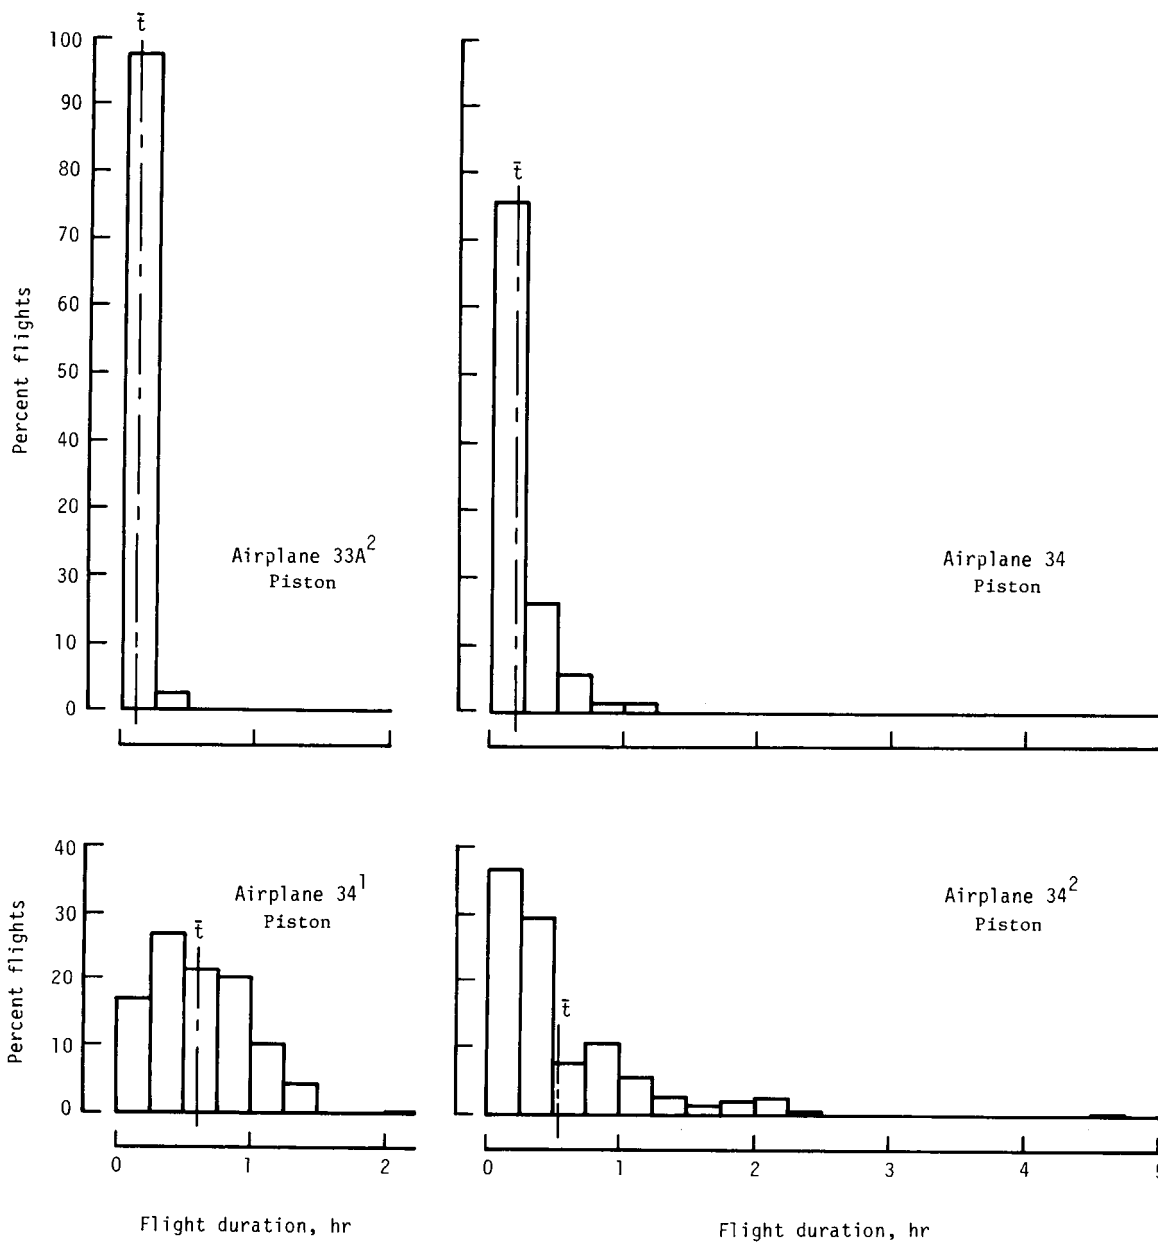 t̄
100
90
80
70
60
50
40
20
30
10
0
Percent flights
Airplane 33A²
Piston
t̄
Airplane 34
Piston
40
30
20
10
0
Percent flights
Airplane 34¹
Piston
t̄
0 1 2
Flight duration, hr
Airplane 34²
Piston
t̄
0 1 2 3 4
Flight duration, hr